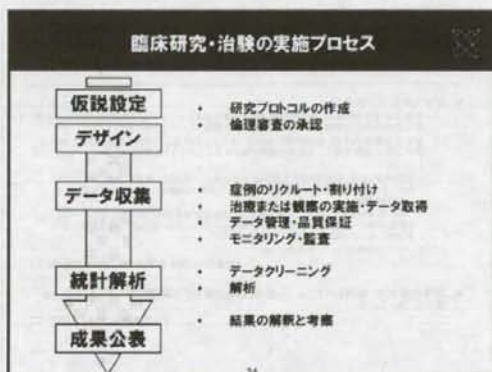 臨床研究・治験の実施プロセス
仮説設定
デザイン
・ 研究プロトコルの作成
・ 倫理審査の承認
データ収集
・ 症例のリクルート・割り付け
・ 治療または観察の実施・データ取得
・ データ管理・品質保証
・ モニタリング・監査
統計解析
・ データクリーニング
・ 解析
成果公表
・ 結果の解釈と考察